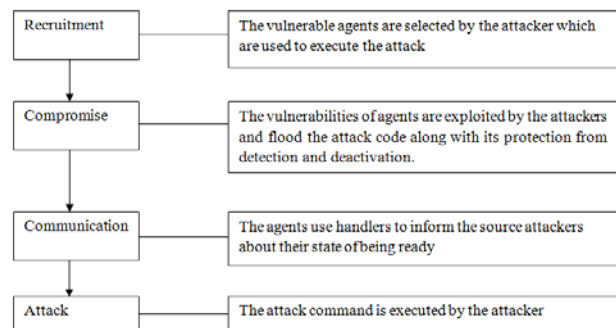 Recruitment
The vulnerable agents are selected by the attacker which
are used to execute the attack
Compromise
The vulnerabilities of agents are exploited by the attackers
and flood the attack code along with its protection from
detection and deactivation.
Communication
The agents use handlers to inform the source attackers
about their state of being ready
Attack
The attack command is executed by the attacker